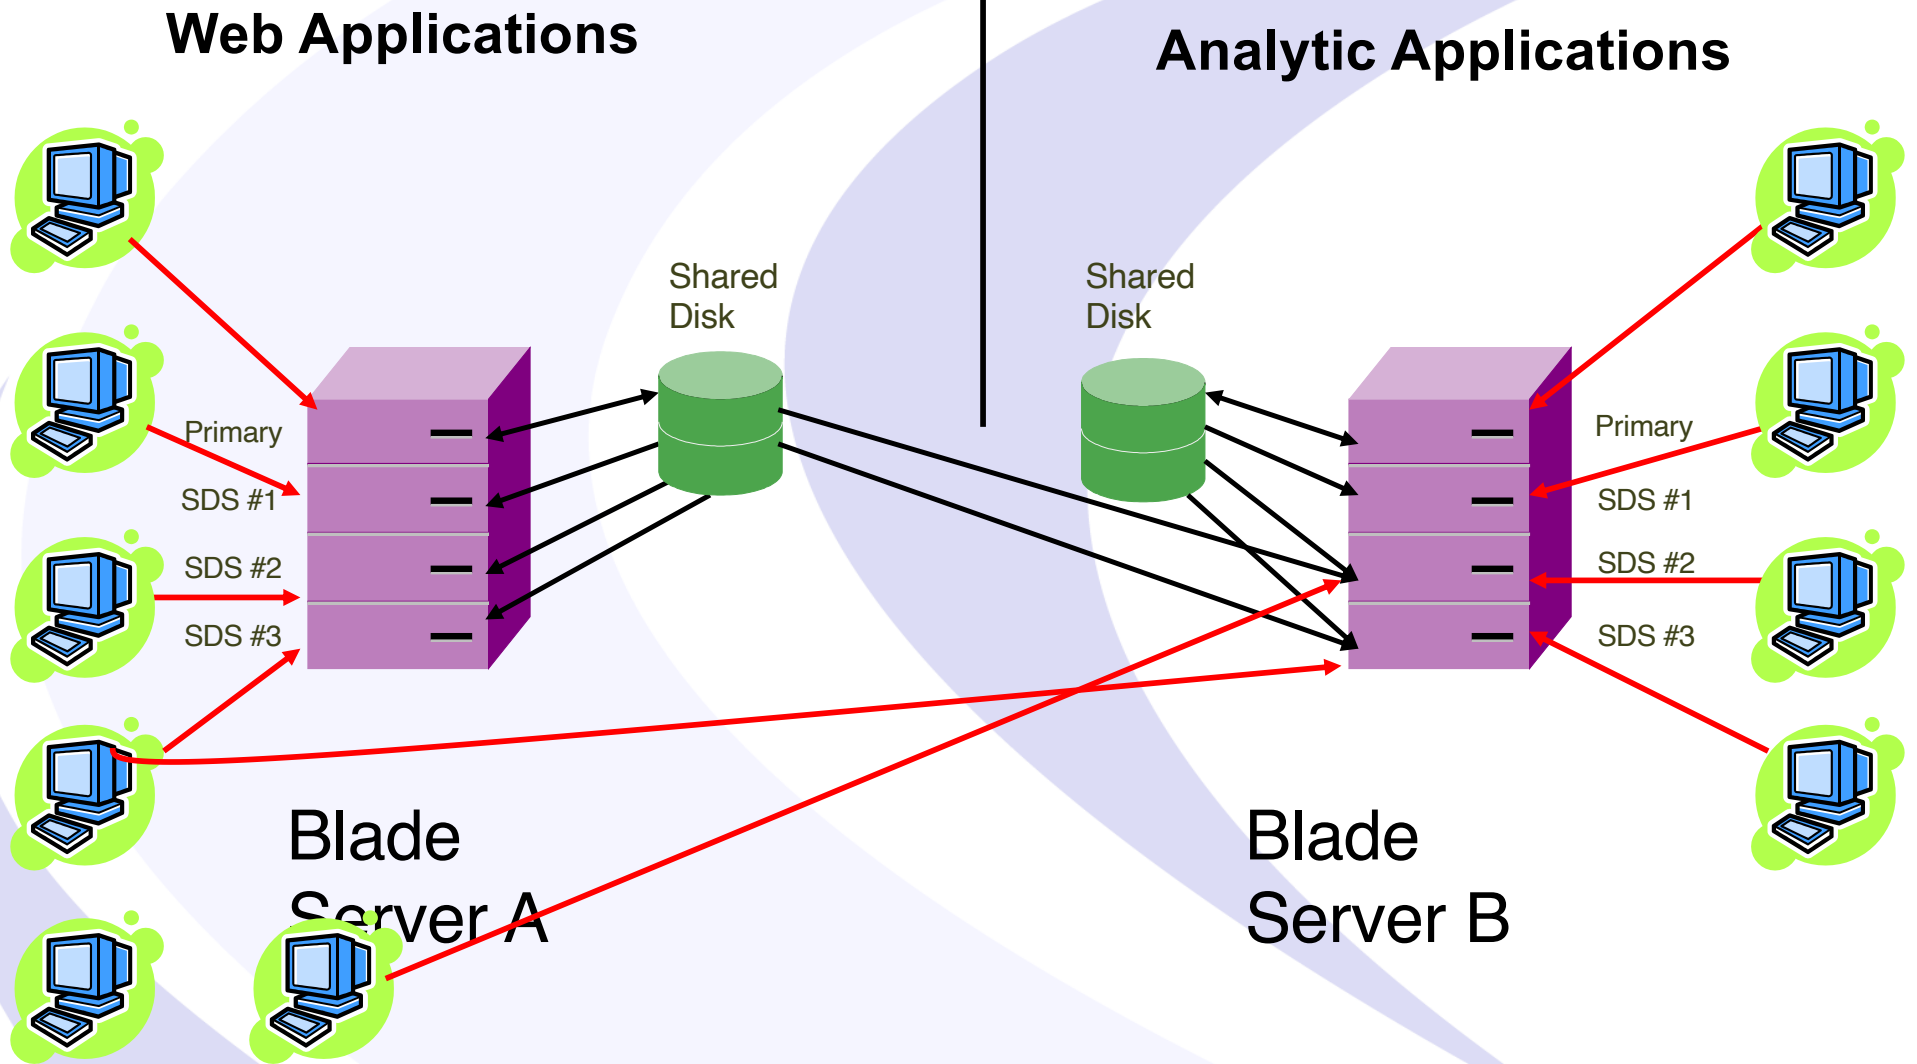 Web Applications
Analytic Applications
Shared
Disk
Shared
Disk
Primary
SDS #1
SDS #2
SDS #3
Primary
SDS #1
SDS #2
SDS #3
Blade
Server A
Blade
Server B